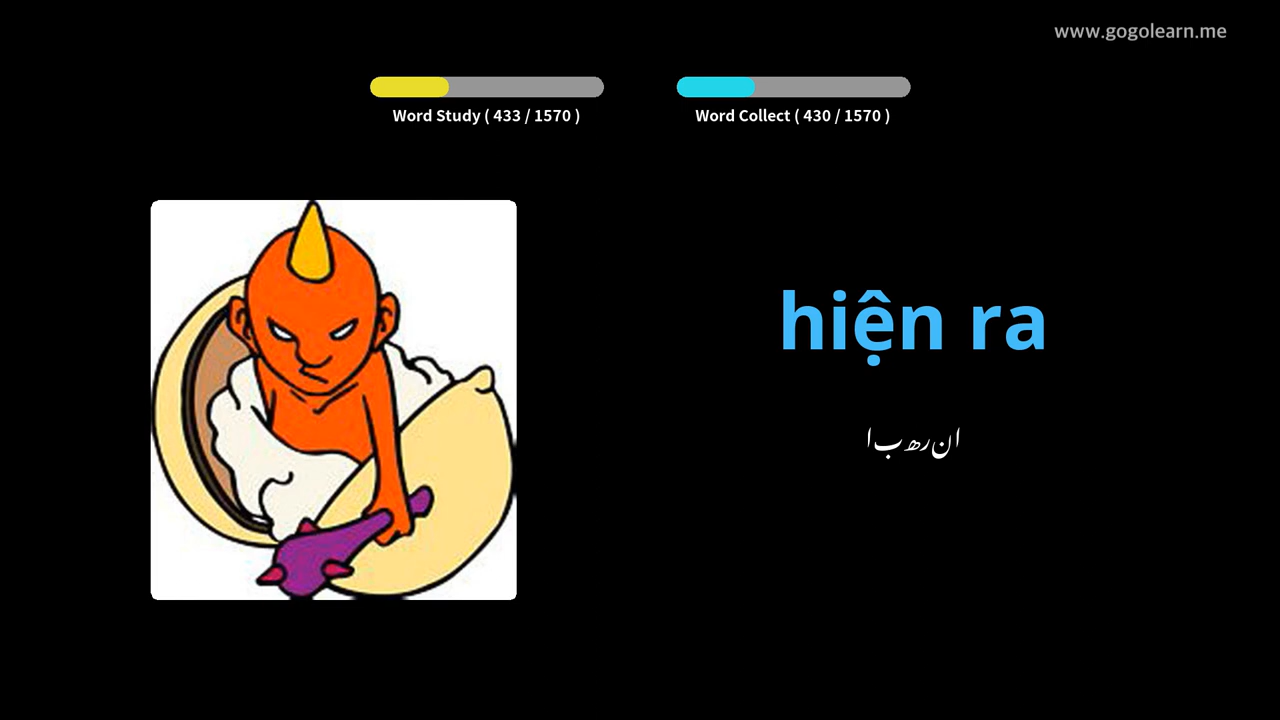 www.gogolearn.me
Word Study ( 433 / 1570 )
Word Collect ( 430 / 1570 )
hiện ra
ابھرنا